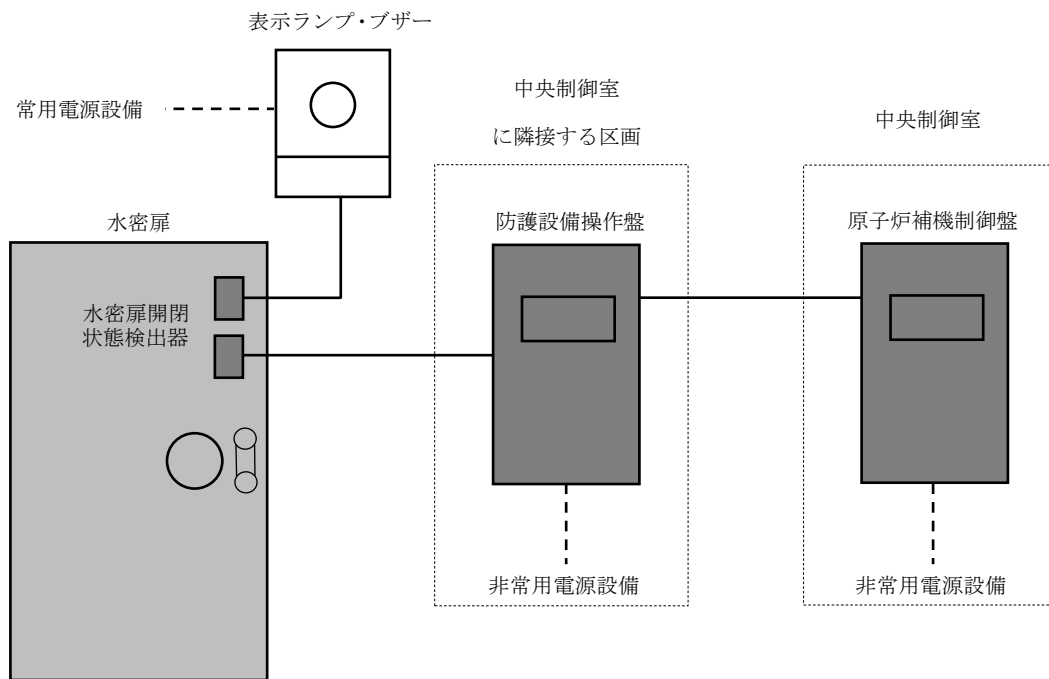 表示ランプ・ブザー
常用電源設備
中央制御室
に隣接する区画
中央制御室
水密扉
防護設備操作盤
原子炉補機制御盤
水密扉開閉
状態検出器
非常用電源設備
非常用電源設備